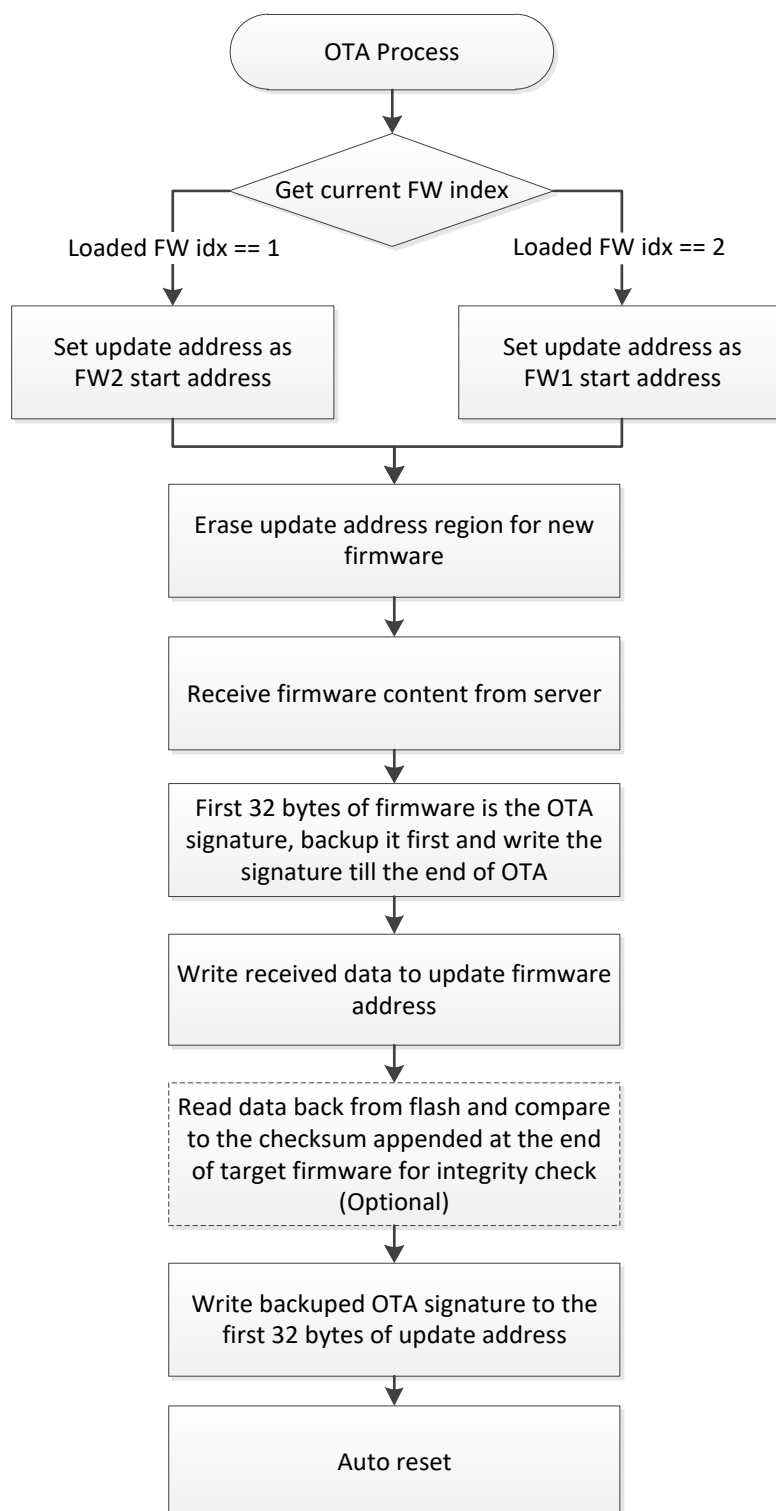 OTA Process
Get current FW index
Loaded FW idx == 1
Loaded FW idx == 2
Set update address as
FW2 start address
Set update address as
FW1 start address
Erase update address region for new
firmware
Receive firmware content from server
First 32 bytes of firmware is the OTA
signature, backup it first and write the
signature till the end of OTA
Write received data to update firmware
address
Read data back from flash and compare
to the checksum appended at the end
of target firmware for integrity check
(Optional)
Write backuped OTA signature to the
first 32 bytes of update address
Auto reset